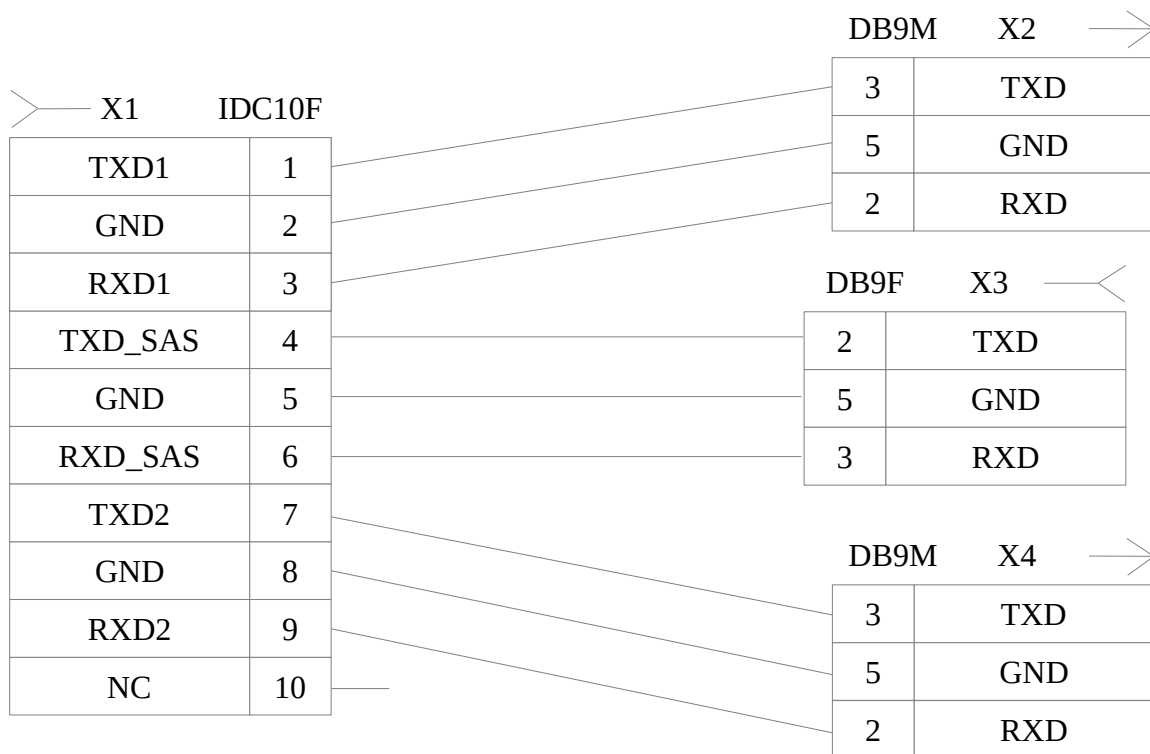 X1 IDC10F
TXD1 1
GND 2
RXD1 3
TXD_SAS 4
GND 5
RXD_SAS 6
TXD2 7
GND 8
RXD2 9
NC 10
DB9M X2
3 TXD
5 GND
2 RXD
DB9F X3
2 TXD
5 GND
3 RXD
DB9M X4
3 TXD
5 GND
2 RXD